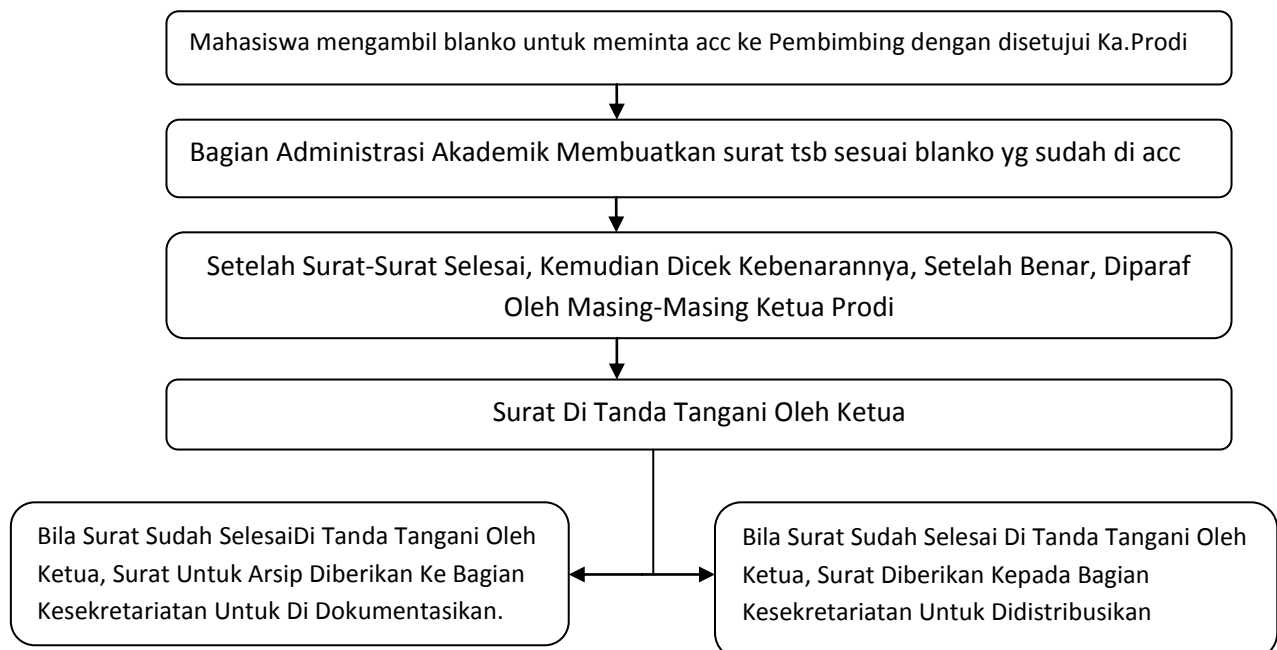 Mahasiswa mengambil blanko untuk meminta acc ke Pembimbing dengan disetujui Ka.Prodi
Bagian Administrasi Akademik Membuatkan surat tsb sesuai blanko yg sudah di acc
Setelah Surat-Surat Selesai, Kemudian Dicek Kebenarannya, Setelah Benar, Diparaf
Oleh Masing-Masing Ketua Prodi
Surat Di Tanda Tangani Oleh Ketua
Bila Surat Sudah SelesaiDi Tanda Tangani Oleh
Ketua, Surat Untuk Arsip Diberikan Ke Bagian
Kesekretariatan Untuk Di Dokumentasikan.
Bila Surat Sudah Selesai Di Tanda Tangani Oleh
Ketua, Surat Diberikan Kepada Bagian
Kesekretariatan Untuk Didistribusikan